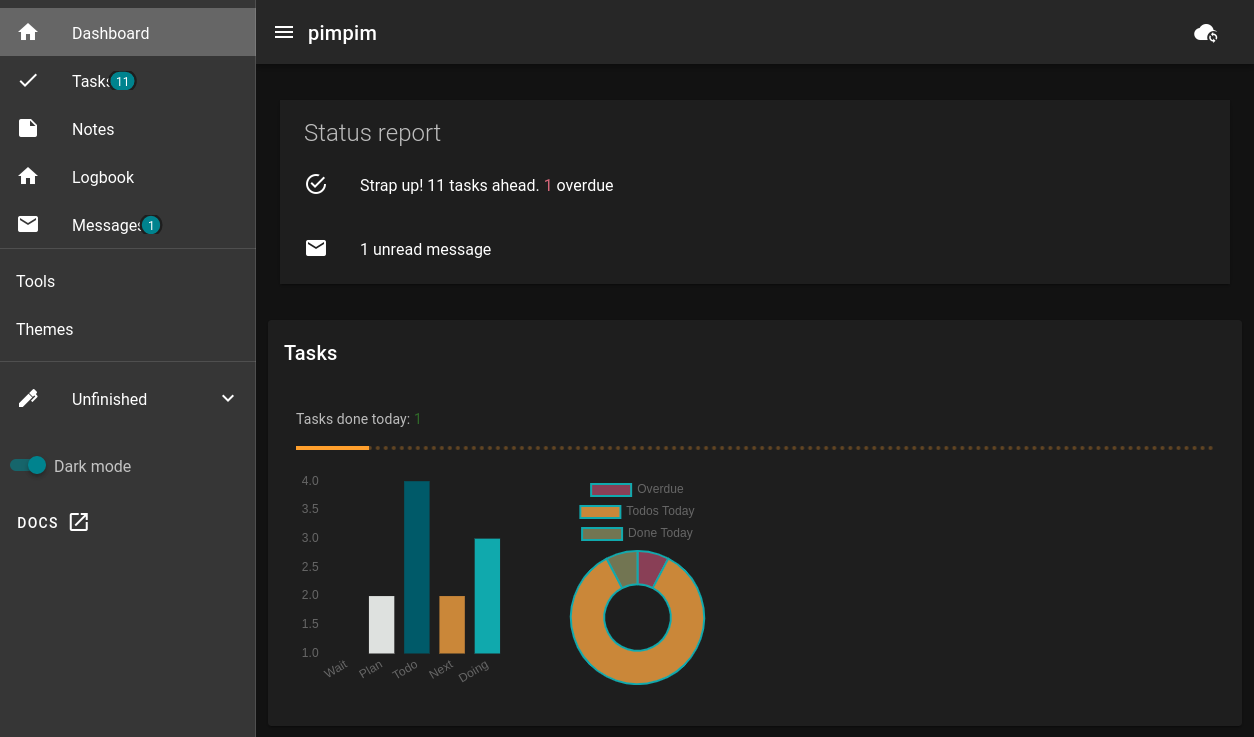 Dashboard
Tasks 11
Notes
Logbook
Messages 1
Tools
Themes
Unfinished
Dark mode
DOCS
pimpim
Status report
Strap up! 11 tasks ahead. 1 overdue
1 unread message
Tasks
Tasks done today: 1
4.0
3.5
3.0
2.5
2.0
1.5
1.0
Wait Plan Todo Next Doing
Overdue
Todos Today
Done Today